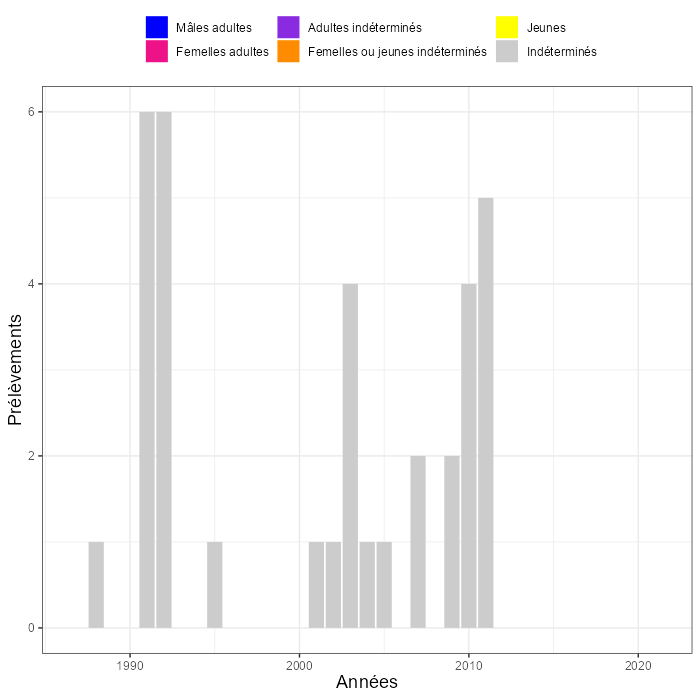 Mâles adultes
Adultes indéterminés
Jeunes
Femelles adultes
Femelles ou jeunes indéterminés
Indéterminés
6
4
2
0
Prélèvements
1990
2000
2010
2020
Années